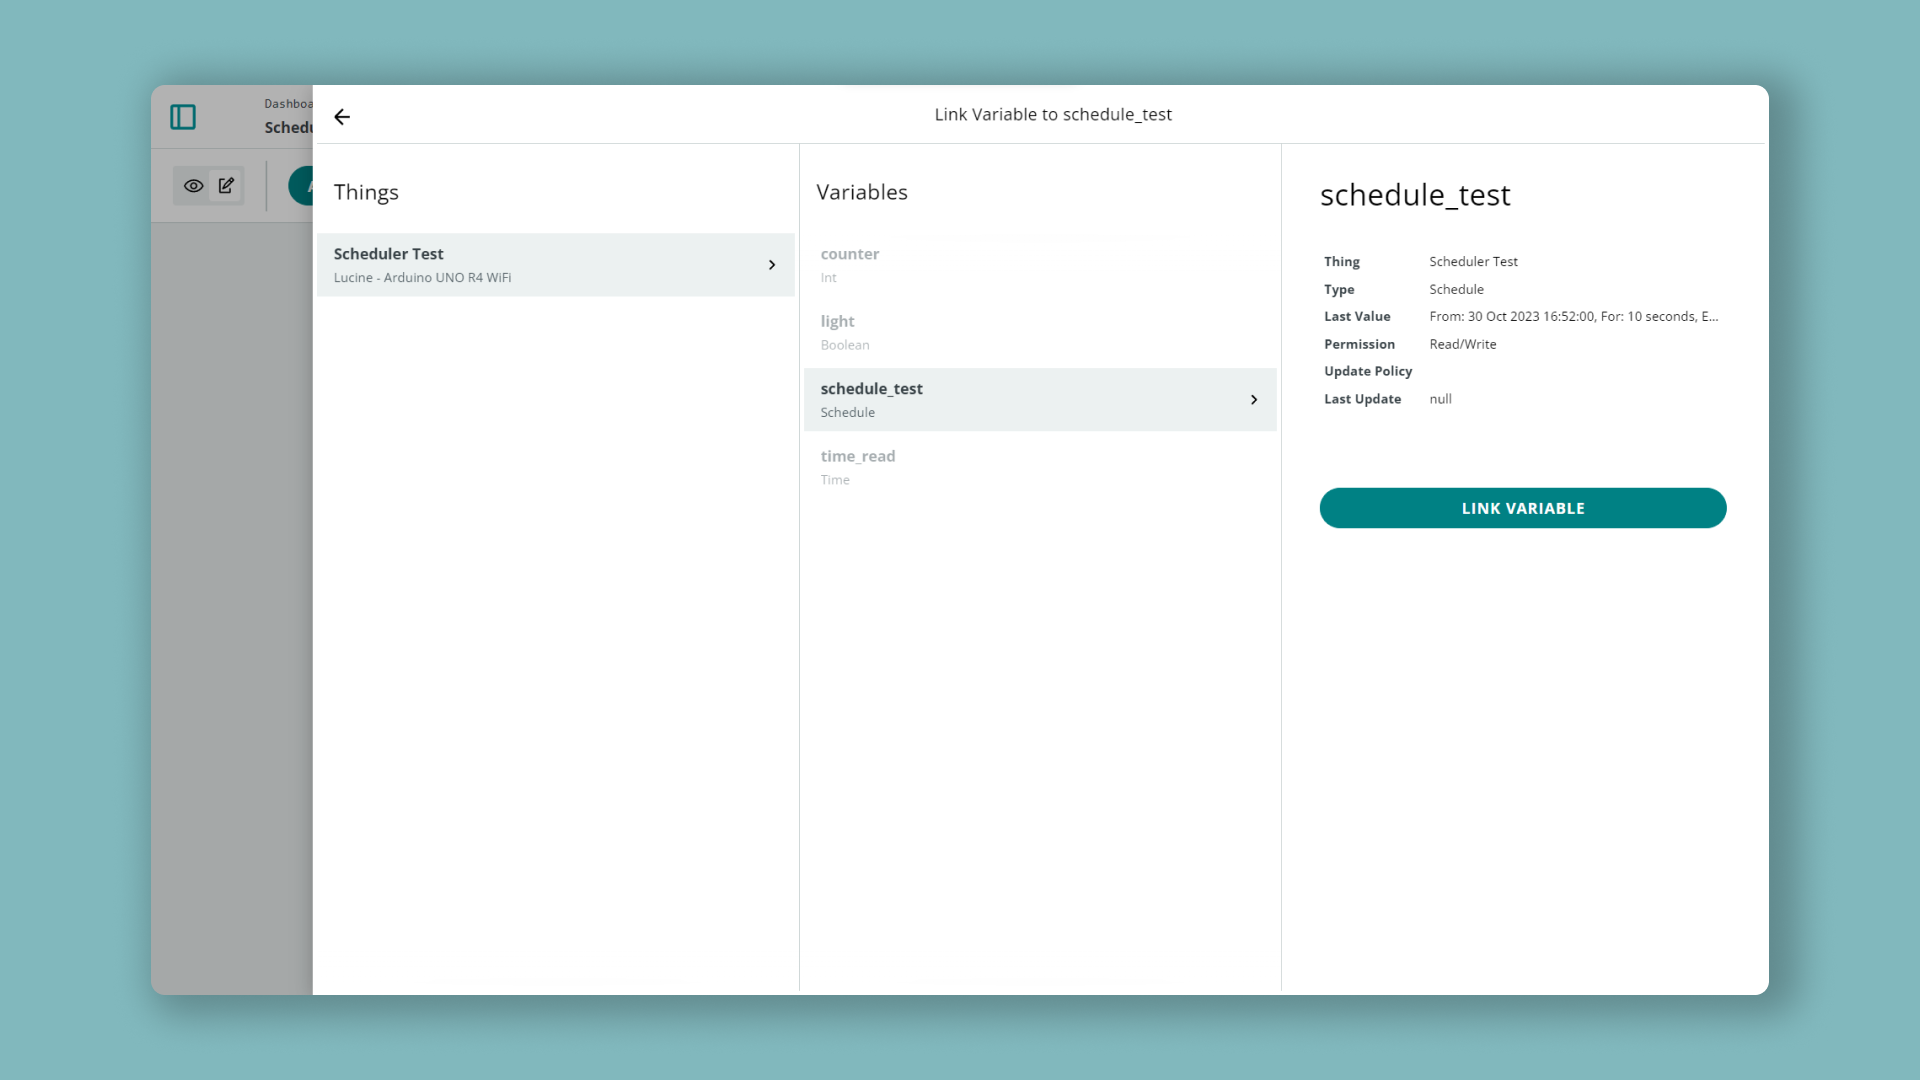 Dashboa
Schedu
Link Variable to schedule_test
Things
Scheduler Test
Lucine - Arduino UNO R4 WiFi
Variables
counter
Int
light
Boolean
schedule_test
Schedule
time_read
Time
schedule_test
Thing Scheduler Test
Type Schedule
Last Value From: 30 Oct 2023 16:52:00, For: 10 seconds, E...
Permission Read/Write
Update Policy
Last Update null
LINK VARIABLE